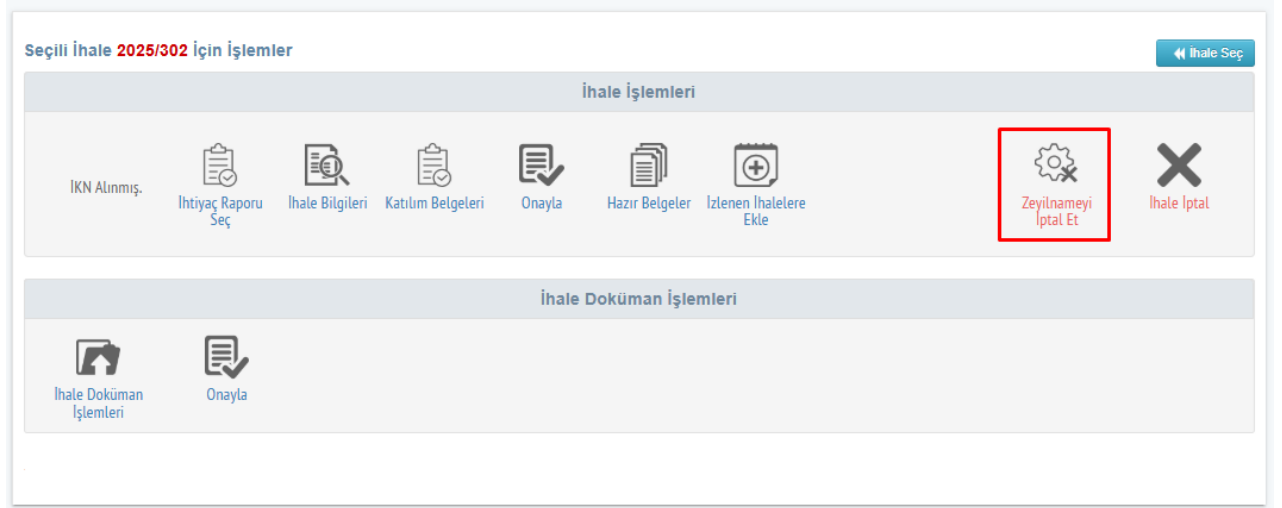 Seçili İhale 2025/302 İçin İşlemler
İhale Seç
İhale İşlemleri
İKN Alınmış.
İhtiyaç Raporu
Seç
İhale Bilgileri
Katılım Belgeleri
Onayla
Hazır Belgeler
İzlenen İhalelere
Ekle
Zeyilnameyi
İptal Et
İhale İptal
İhale Doküman İşlemleri
İhale Doküman
İşlemleri
Onayla